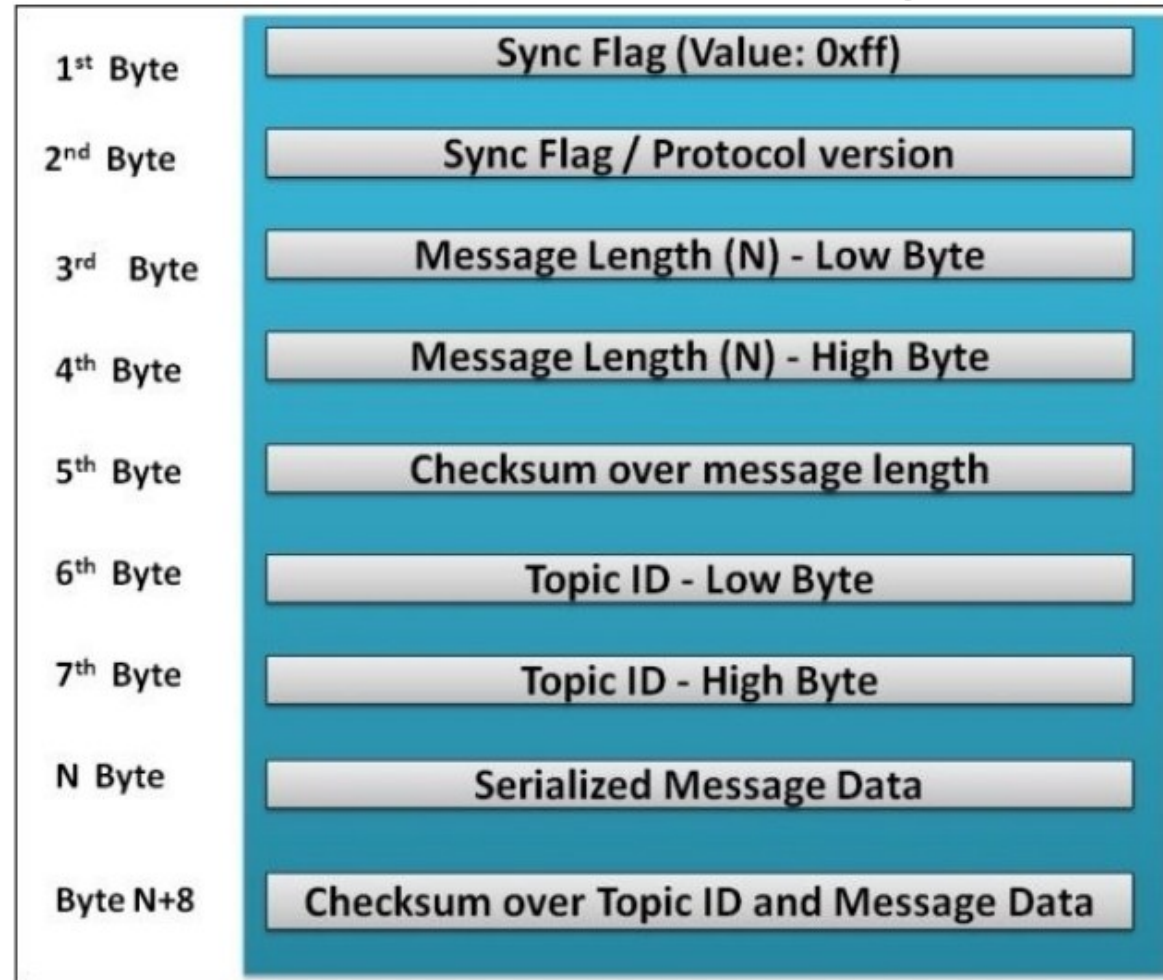 1st Byte Sync Flag (Value: 0xff)
2nd Byte Sync Flag / Protocol version
3rd Byte Message Length (N) - Low Byte
4th Byte Message Length (N) - High Byte
5th Byte Checksum over message length
6th Byte Topic ID - Low Byte
7th Byte Topic ID - High Byte
N Byte Serialized Message Data
Byte N+8 Checksum over Topic ID and Message Data